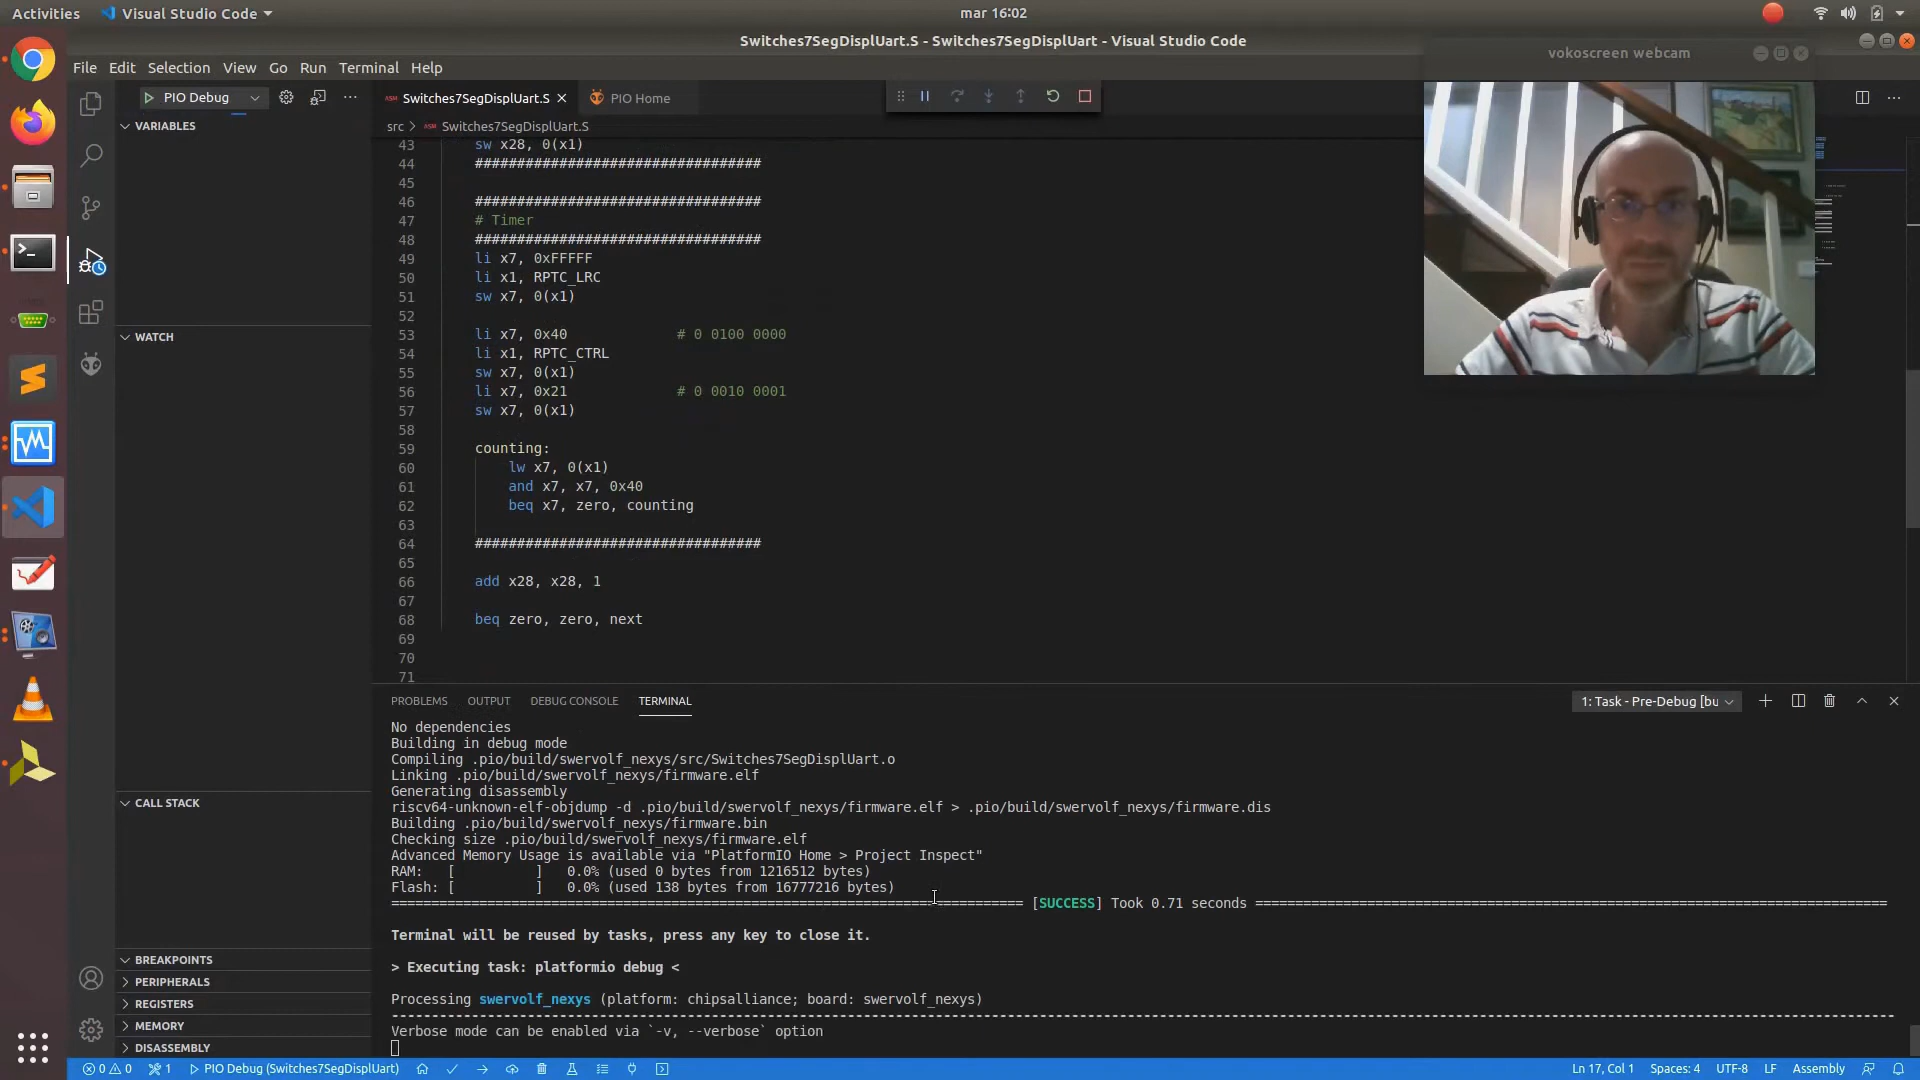 Activities
Visual Studio Code
mar 16:02
Switches7SegDisplUart.S - Switches7SegDisplUart - Visual Studio Code
vokoscreen webcam
File Edit Selection View Go Run Terminal Help
PIO Debug
Switches7SegDisplUart.S
PIO Home
VARIABLES
WATCH
CALL STACK
BREAKPOINTS
PERIPHERALS
REGISTERS
MEMORY
DISASSEMBLY
src > Switches7SegDisplUart.S
43 sw x28, 0(x1)
44 ##################################
45
46 ##################################
47 # Timer
48 ##################################
49 li x7, 0xFFFFF
50 li x1, RPTC_LRC
51 sw x7, 0(x1)
52
53 li x7, 0x40 # 0 0100 0000
54 li x1, RPTC_CTRL
55 sw x7, 0(x1)
56 li x7, 0x21 # 0 0010 0001
57 sw x7, 0(x1)
58
59 counting:
60 lw x7, 0(x1)
61 and x7, x7, 0x40
62 beq x7, zero, counting
63
64 ##################################
65
66 add x28, x28, 1
67
68 beq zero, zero, next
69
70
71
PROBLEMS OUTPUT DEBUG CONSOLE TERMINAL
1: Task - Pre-Debug [bu
No dependencies
Building in debug mode
Compiling .pio/build/swervolf_nexys/src/Switches7SegDisplUart.o
Linking .pio/build/swervolf_nexys/firmware.elf
Generating disassembly
riscv64-unknown-elf-objdump -d .pio/build/swervolf_nexys/firmware.elf > .pio/build/swervolf_nexys/firmware.dis
Building .pio/build/swervolf_nexys/firmware.bin
Checking size .pio/build/swervolf_nexys/firmware.elf
Advanced Memory Usage is available via "PlatformIO Home > Project Inspect"
RAM: [ ] 0.0% (used 0 bytes from 1216512 bytes)
Flash: [ ] 0.0% (used 138 bytes from 16777216 bytes)
=============================================================================== [SUCCESS] Took 0.71 seconds ===============================================================================
Terminal will be reused by tasks, press any key to close it.
> Executing task: platformio debug <
Processing swervolf_nexys (platform: chipsalliance; board: swervolf_nexys)
--------------------------------------------------------------------------------
Verbose mode can be enabled via `-v, --verbose` option
0 0 1 PIO Debug (Switches7SegDisplUart)
Ln 17, Col 1 Spaces: 4 UTF-8 LF Assembly